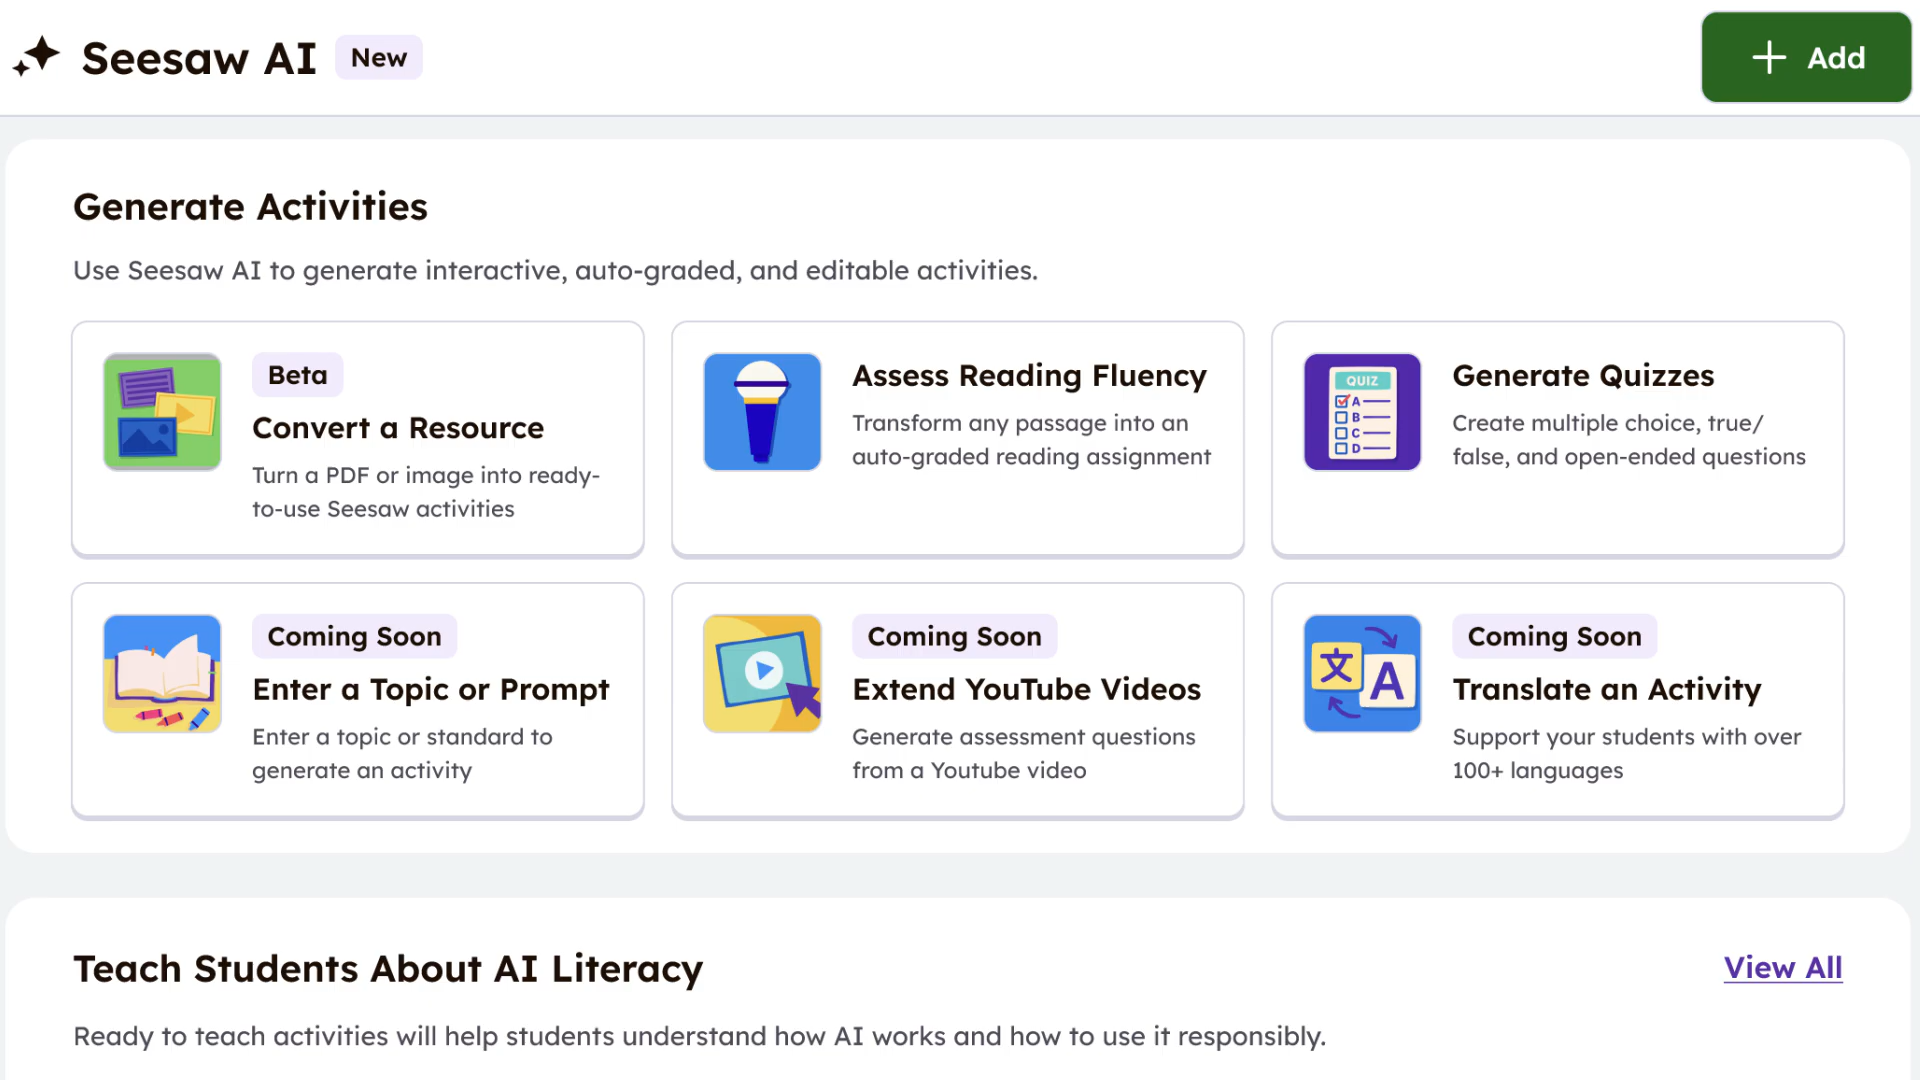 Seesaw AI New
+ Add
Generate Activities
Use Seesaw AI to generate interactive, auto-graded, and editable activities.
Beta
Convert a Resource
Turn a PDF or image into ready-
to-use Seesaw activities
Assess Reading Fluency
Transform any passage into an
auto-graded reading assignment
QUIZ
A
B
C
D
Generate Quizzes
Create multiple choice, true/
false, and open-ended questions
Coming Soon
Enter a Topic or Prompt
Enter a topic or standard to
generate an activity
Coming Soon
Extend YouTube Videos
Generate assessment questions
from a Youtube video
文
A
Coming Soon
Translate an Activity
Support your students with over
100+ languages
Teach Students About AI Literacy
View All
Ready to teach activities will help students understand how AI works and how to use it responsibly.